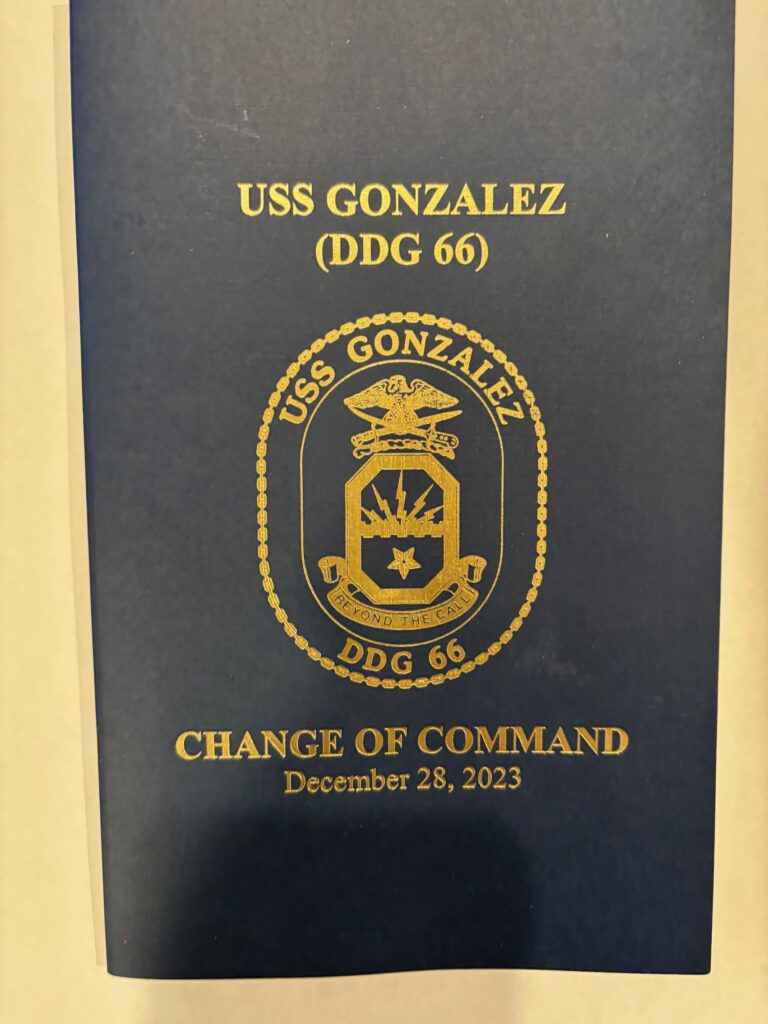 USS GONZALEZ
(DDG 66)
USS GONZALEZ
BEYOND THE CALL
DDG 66
CHANGE OF COMMAND
December 28, 2023